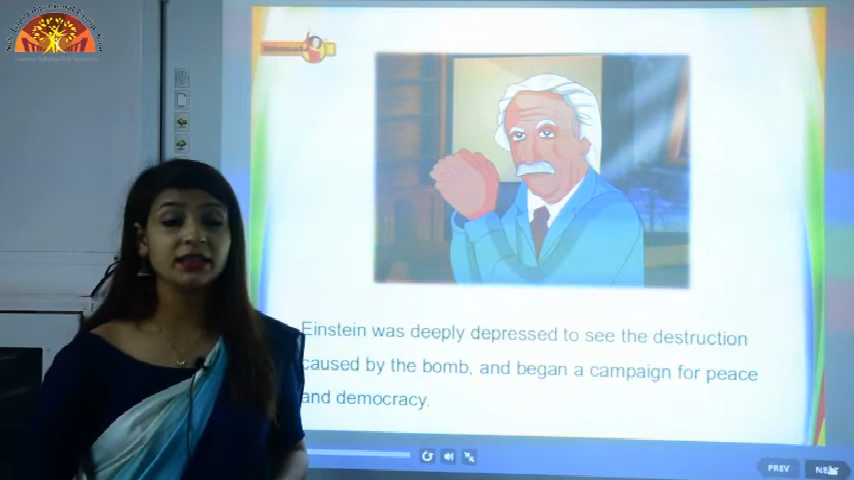 Einstein was deeply depressed to see the destruction
caused by the bomb, and began a campaign for peace
and democracy.
PREV
NEXT